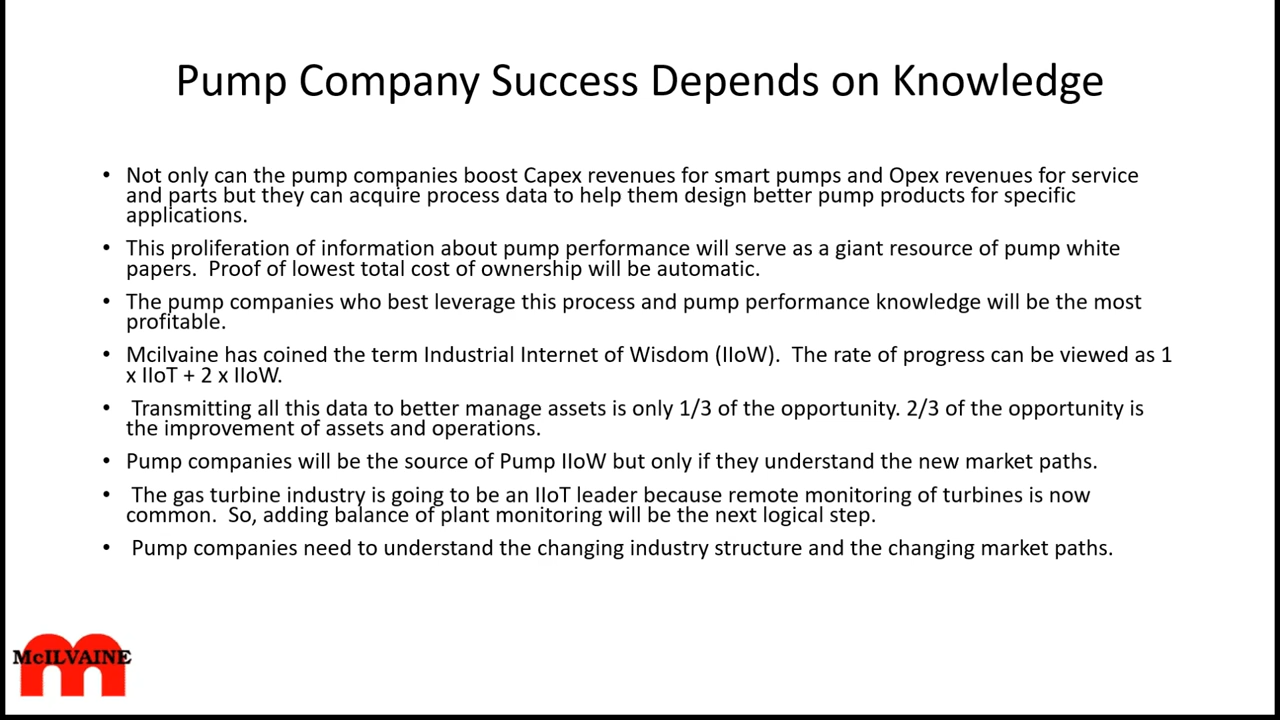 Pump Company Success Depends on Knowledge
• Not only can the pump companies boost Capex revenues for smart pumps and Opex revenues for service
and parts but they can acquire process data to help them design better pump products for specific
applications.
• This proliferation of information about pump performance will serve as a giant resource of pump white
papers.  Proof of lowest total cost of ownership will be automatic.
• The pump companies who best leverage this process and pump performance knowledge will be the most
profitable.
• Mcilvaine has coined the term Industrial Internet of Wisdom (IIoW).  The rate of progress can be viewed as 1
x IIoT + 2 x IIoW.
• Transmitting all this data to better manage assets is only 1/3 of the opportunity. 2/3 of the opportunity is
the improvement of assets and operations.
• Pump companies will be the source of Pump IIoW but only if they understand the new market paths.
• The gas turbine industry is going to be an IIoT leader because remote monitoring of turbines is now
common.  So, adding balance of plant monitoring will be the next logical step.
• Pump companies need to understand the changing industry structure and the changing market paths.
McILVAINE